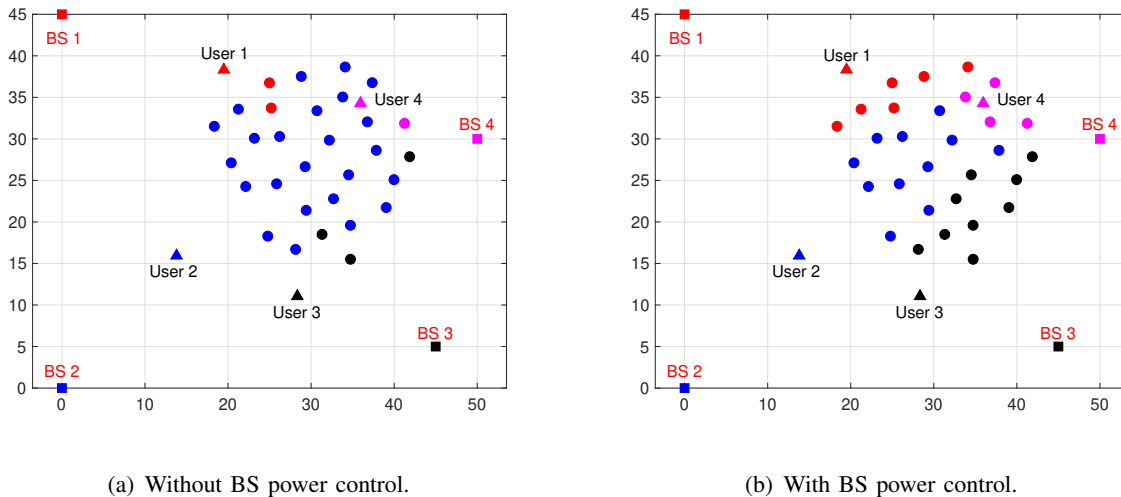 45
40
35
30
25
20
15
10
5
0
0 10 20 30 40 50
BS 1
User 1
User 4
BS 4
User 2
User 3
BS 3
BS 2
(a) Without BS power control.
45
40
35
30
25
20
15
10
5
0
0 10 20 30 40 50
BS 1
User 1
User 4
BS 4
User 2
User 3
BS 3
BS 2
(b) With BS power control.